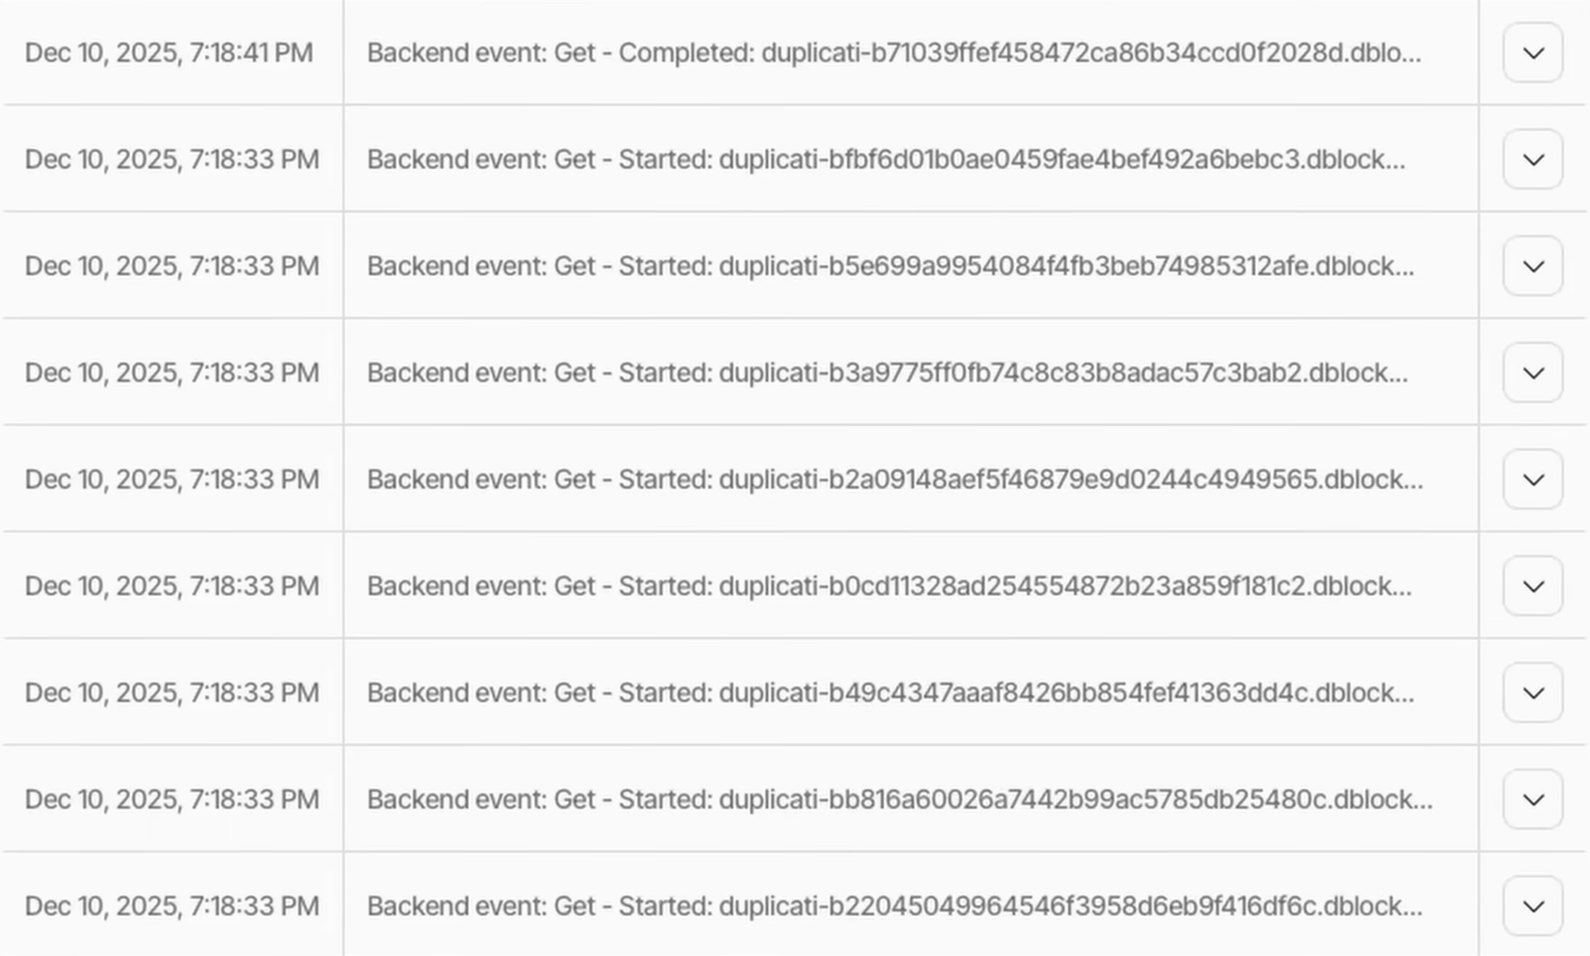 Dec 10, 2025, 7:18:41 PM Backend event: Get - Completed: duplicati-b71039ffef458472ca86b34ccd0f2028d.dblo...
Dec 10, 2025, 7:18:33 PM Backend event: Get - Started: duplicati-bfbf6d01b0ae0459fae4bef492a6bebc3.dblock...
Dec 10, 2025, 7:18:33 PM Backend event: Get - Started: duplicati-b5e699a9954084f4fb3beb74985312afe.dblock...
Dec 10, 2025, 7:18:33 PM Backend event: Get - Started: duplicati-b3a9775ff0fb74c8c83b8adac57c3bab2.dblock...
Dec 10, 2025, 7:18:33 PM Backend event: Get - Started: duplicati-b2a09148aef5f46879e9d0244c4949565.dblock...
Dec 10, 2025, 7:18:33 PM Backend event: Get - Started: duplicati-b0cd11328ad254554872b23a859f181c2.dblock...
Dec 10, 2025, 7:18:33 PM Backend event: Get - Started: duplicati-b49c4347aaaf8426bb854fef41363dd4c.dblock...
Dec 10, 2025, 7:18:33 PM Backend event: Get - Started: duplicati-bb816a60026a7442b99ac5785db25480c.dblock...
Dec 10, 2025, 7:18:33 PM Backend event: Get - Started: duplicati-b22045049964546f3958d6eb9f416df6c.dblock...